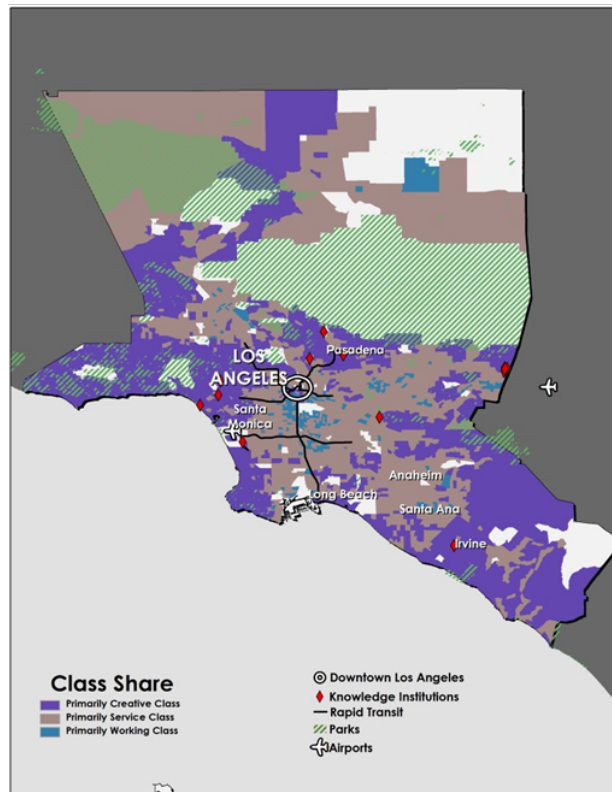 Pasadena
LOS
ANGELES
Santa
Monica
Anaheim
Long Beach
Santa Ana
Irvine
Class Share
Primarily Creative Class
Primarily Service Class
Primarily Working Class
Downtown Los Angeles
Knowledge Institutions
Rapid Transit
Parks
Airports